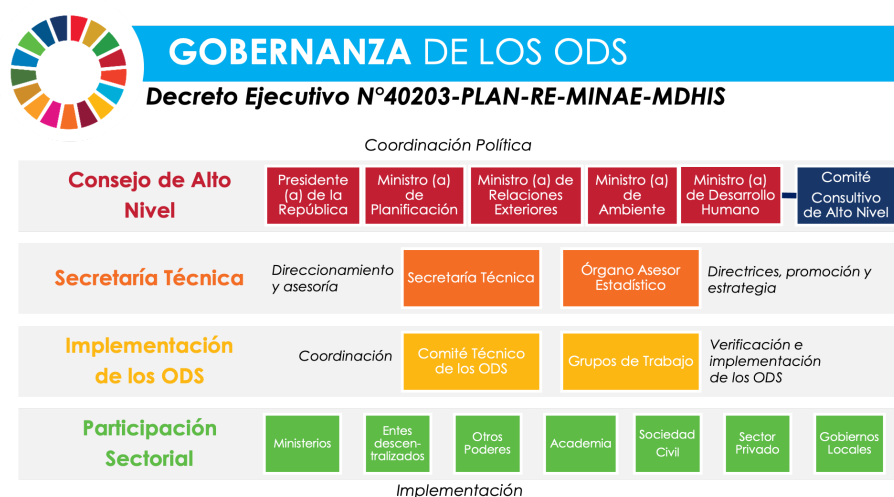 GOBERNANZA DE LOS ODS
Decreto Ejecutivo N°40203-PLAN-RE-MINAE-MDHIS
Coordinación Política
Consejo de Alto
Nivel
Presidente
(a) de la
República
Ministro (a)
de
Planificación
Ministro (a) de
Relaciones
Exteriores
Ministro (a)
de
Ambiente
Ministro (a)
de Desarrollo
Humano
Comité
Consultivo
de Alto Nivel
Secretaría Técnica
Direccionamiento
y asesoría
Secretaría Técnica
Órgano Asesor
Estadístico
Directrices, promoción y
estrategia
Implementación
de los ODS
Coordinación
Comité Técnico
de los ODS
Grupos de Trabajo
Verificación e
implementación
de los ODS
Participación
Sectorial
Ministerios
Entes
descen-
tralizados
Otros
Poderes
Academia
Sociedad
Civil
Sector
Privado
Gobiernos
Locales
Implementación